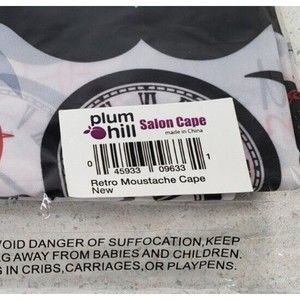 plum hill Salon Cape
made in China
0 45933 09633 1
Retro Moustache Cape
New
VOID DANGER OF SUFFOCATION, KEEP
AWAY FROM BABIES AND CHILDREN.
IN CRIBS, CARRIAGES, OR PLAYPENS.